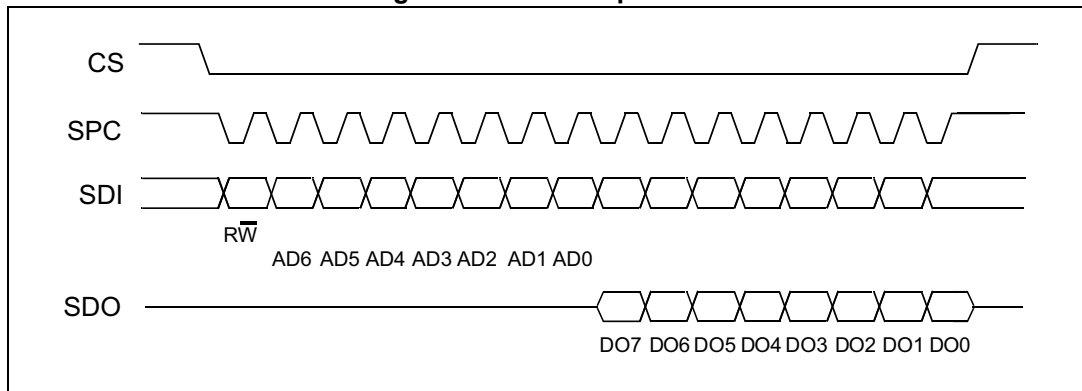 CS
SPC
SDI
RW̅
AD6 AD5 AD4 AD3 AD2 AD1 AD0
SDO
DO7 DO6 DO5 DO4 DO3 DO2 DO1 DO0